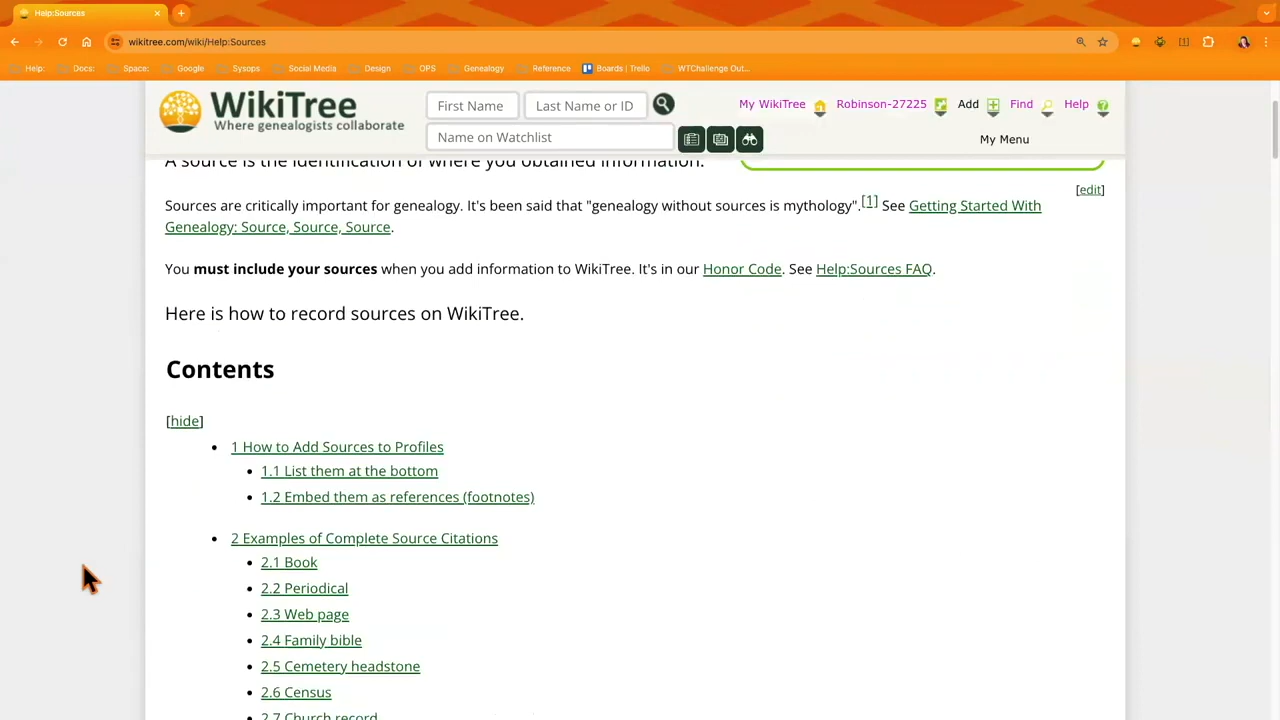 Help:Sources
wikitree.com/wiki/Help:Sources
Help: Docs: Space: Google Sysops Social Media Design OPS Genealogy Reference Boards | Trello WTChallenge Out...
WikiTree
Where genealogists collaborate
First Name Last Name or ID
Name on Watchlist
My WikiTree Robinson-27225 Add Find Help
My Menu
A source is the identification of where you obtained information.
[edit]
Sources are critically important for genealogy. It's been said that "genealogy without sources is mythology".[1] See Getting Started With
Genealogy: Source, Source, Source.
You must include your sources when you add information to WikiTree. It's in our Honor Code. See Help:Sources FAQ.
Here is how to record sources on WikiTree.
Contents
[hide]
1 How to Add Sources to Profiles
1.1 List them at the bottom
1.2 Embed them as references (footnotes)
2 Examples of Complete Source Citations
2.1 Book
2.2 Periodical
2.3 Web page
2.4 Family bible
2.5 Cemetery headstone
2.6 Census
2.7 Church record